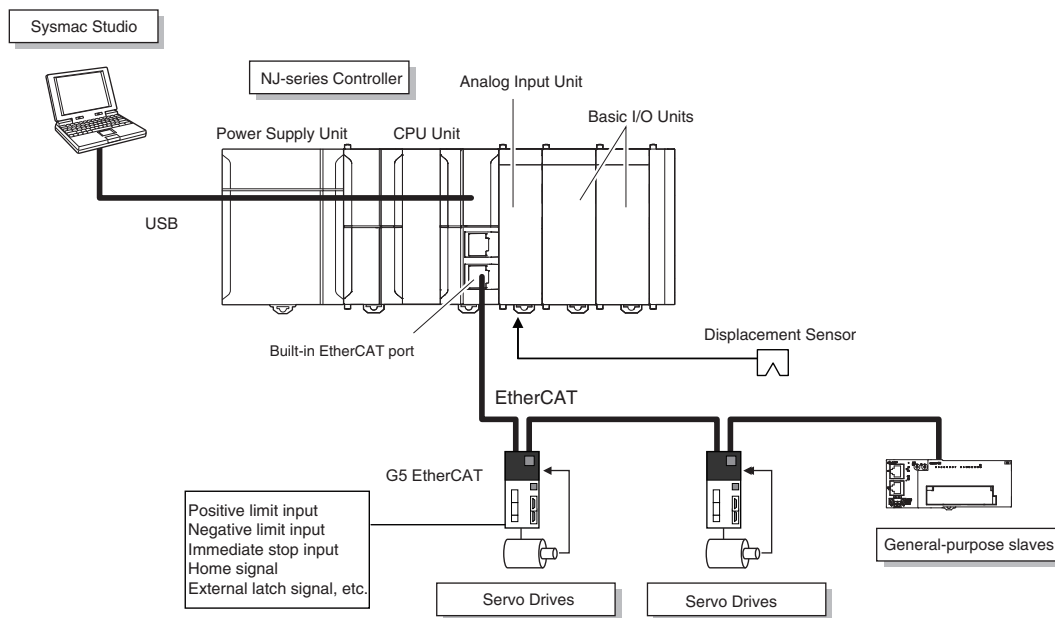 Sysmac Studio
NJ-series Controller
Analog Input Unit
Basic I/O Units
Power Supply Unit
CPU Unit
USB
Built-in EtherCAT port
Displacement Sensor
EtherCAT
G5 EtherCAT
Positive limit input
Negative limit input
Immediate stop input
Home signal
External latch signal, etc.
General-purpose slaves
Servo Drives
Servo Drives